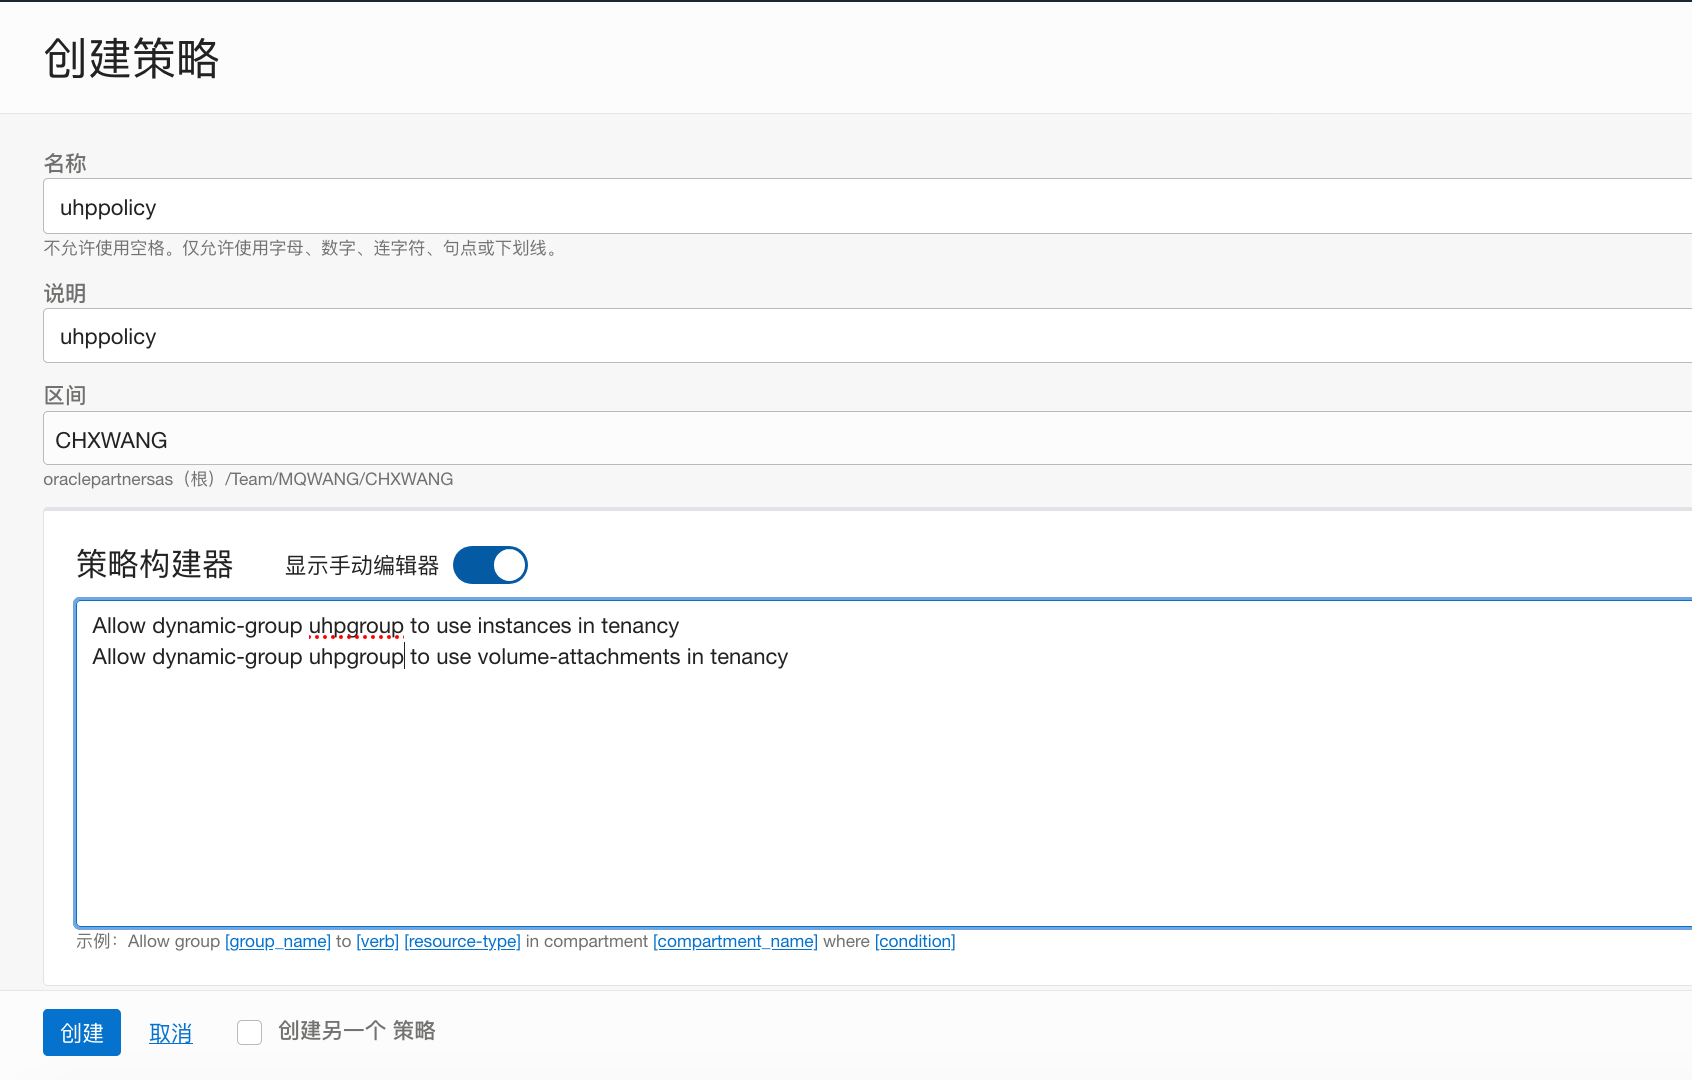 创建策略
名称
uhppolicy
不允许使用空格。仅允许使用字母、数字、连字符、句点或下划线。
说明
uhppolicy
区间
CHXWANG
oraclepartnersas（根）/Team/MQWANG/CHXWANG
策略构建器 显示手动编辑器
Allow dynamic-group uhpgroup to use instances in tenancy
Allow dynamic-group uhpgroup to use volume-attachments in tenancy
示例：Allow group [group_name] to [verb] [resource-type] in compartment [compartment_name] where [condition]
创建 取消 创建另一个 策略